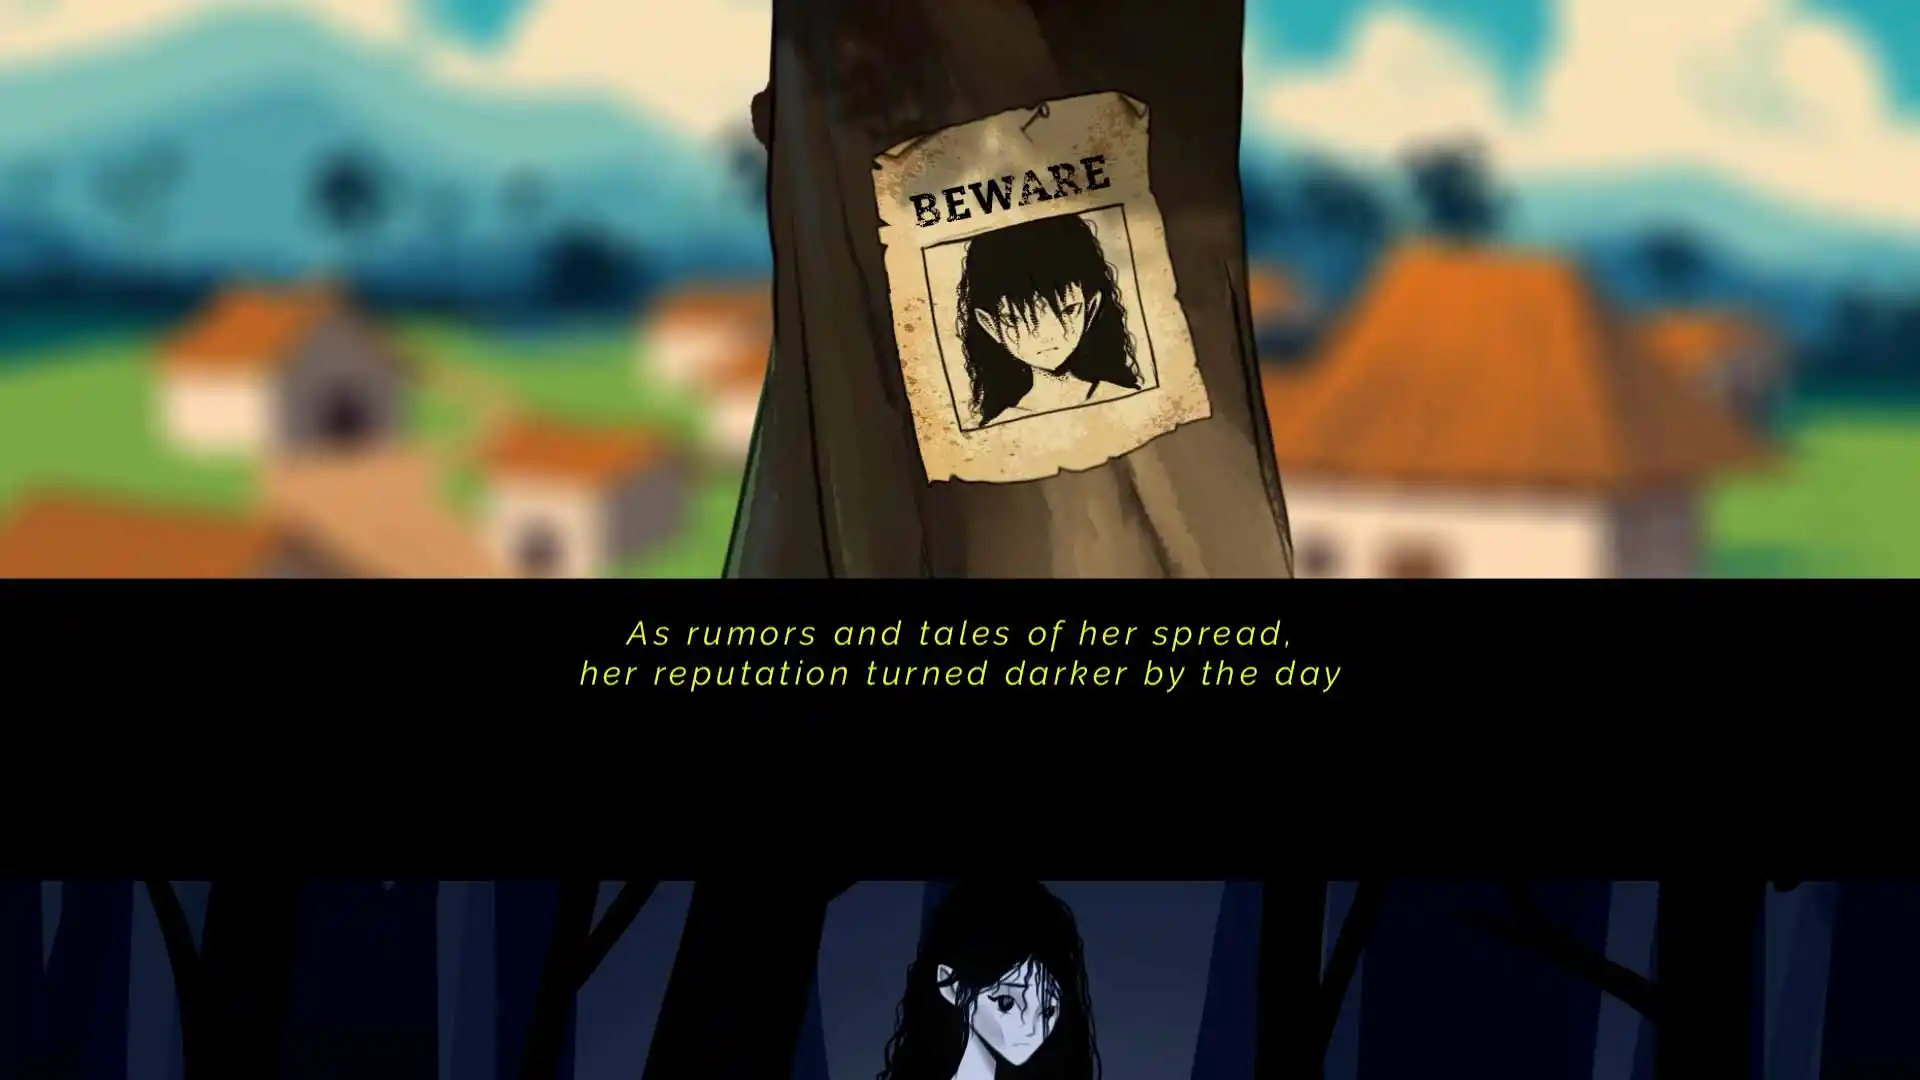 BEWARE
As rumors and tales of her spread,
her reputation turned darker by the day